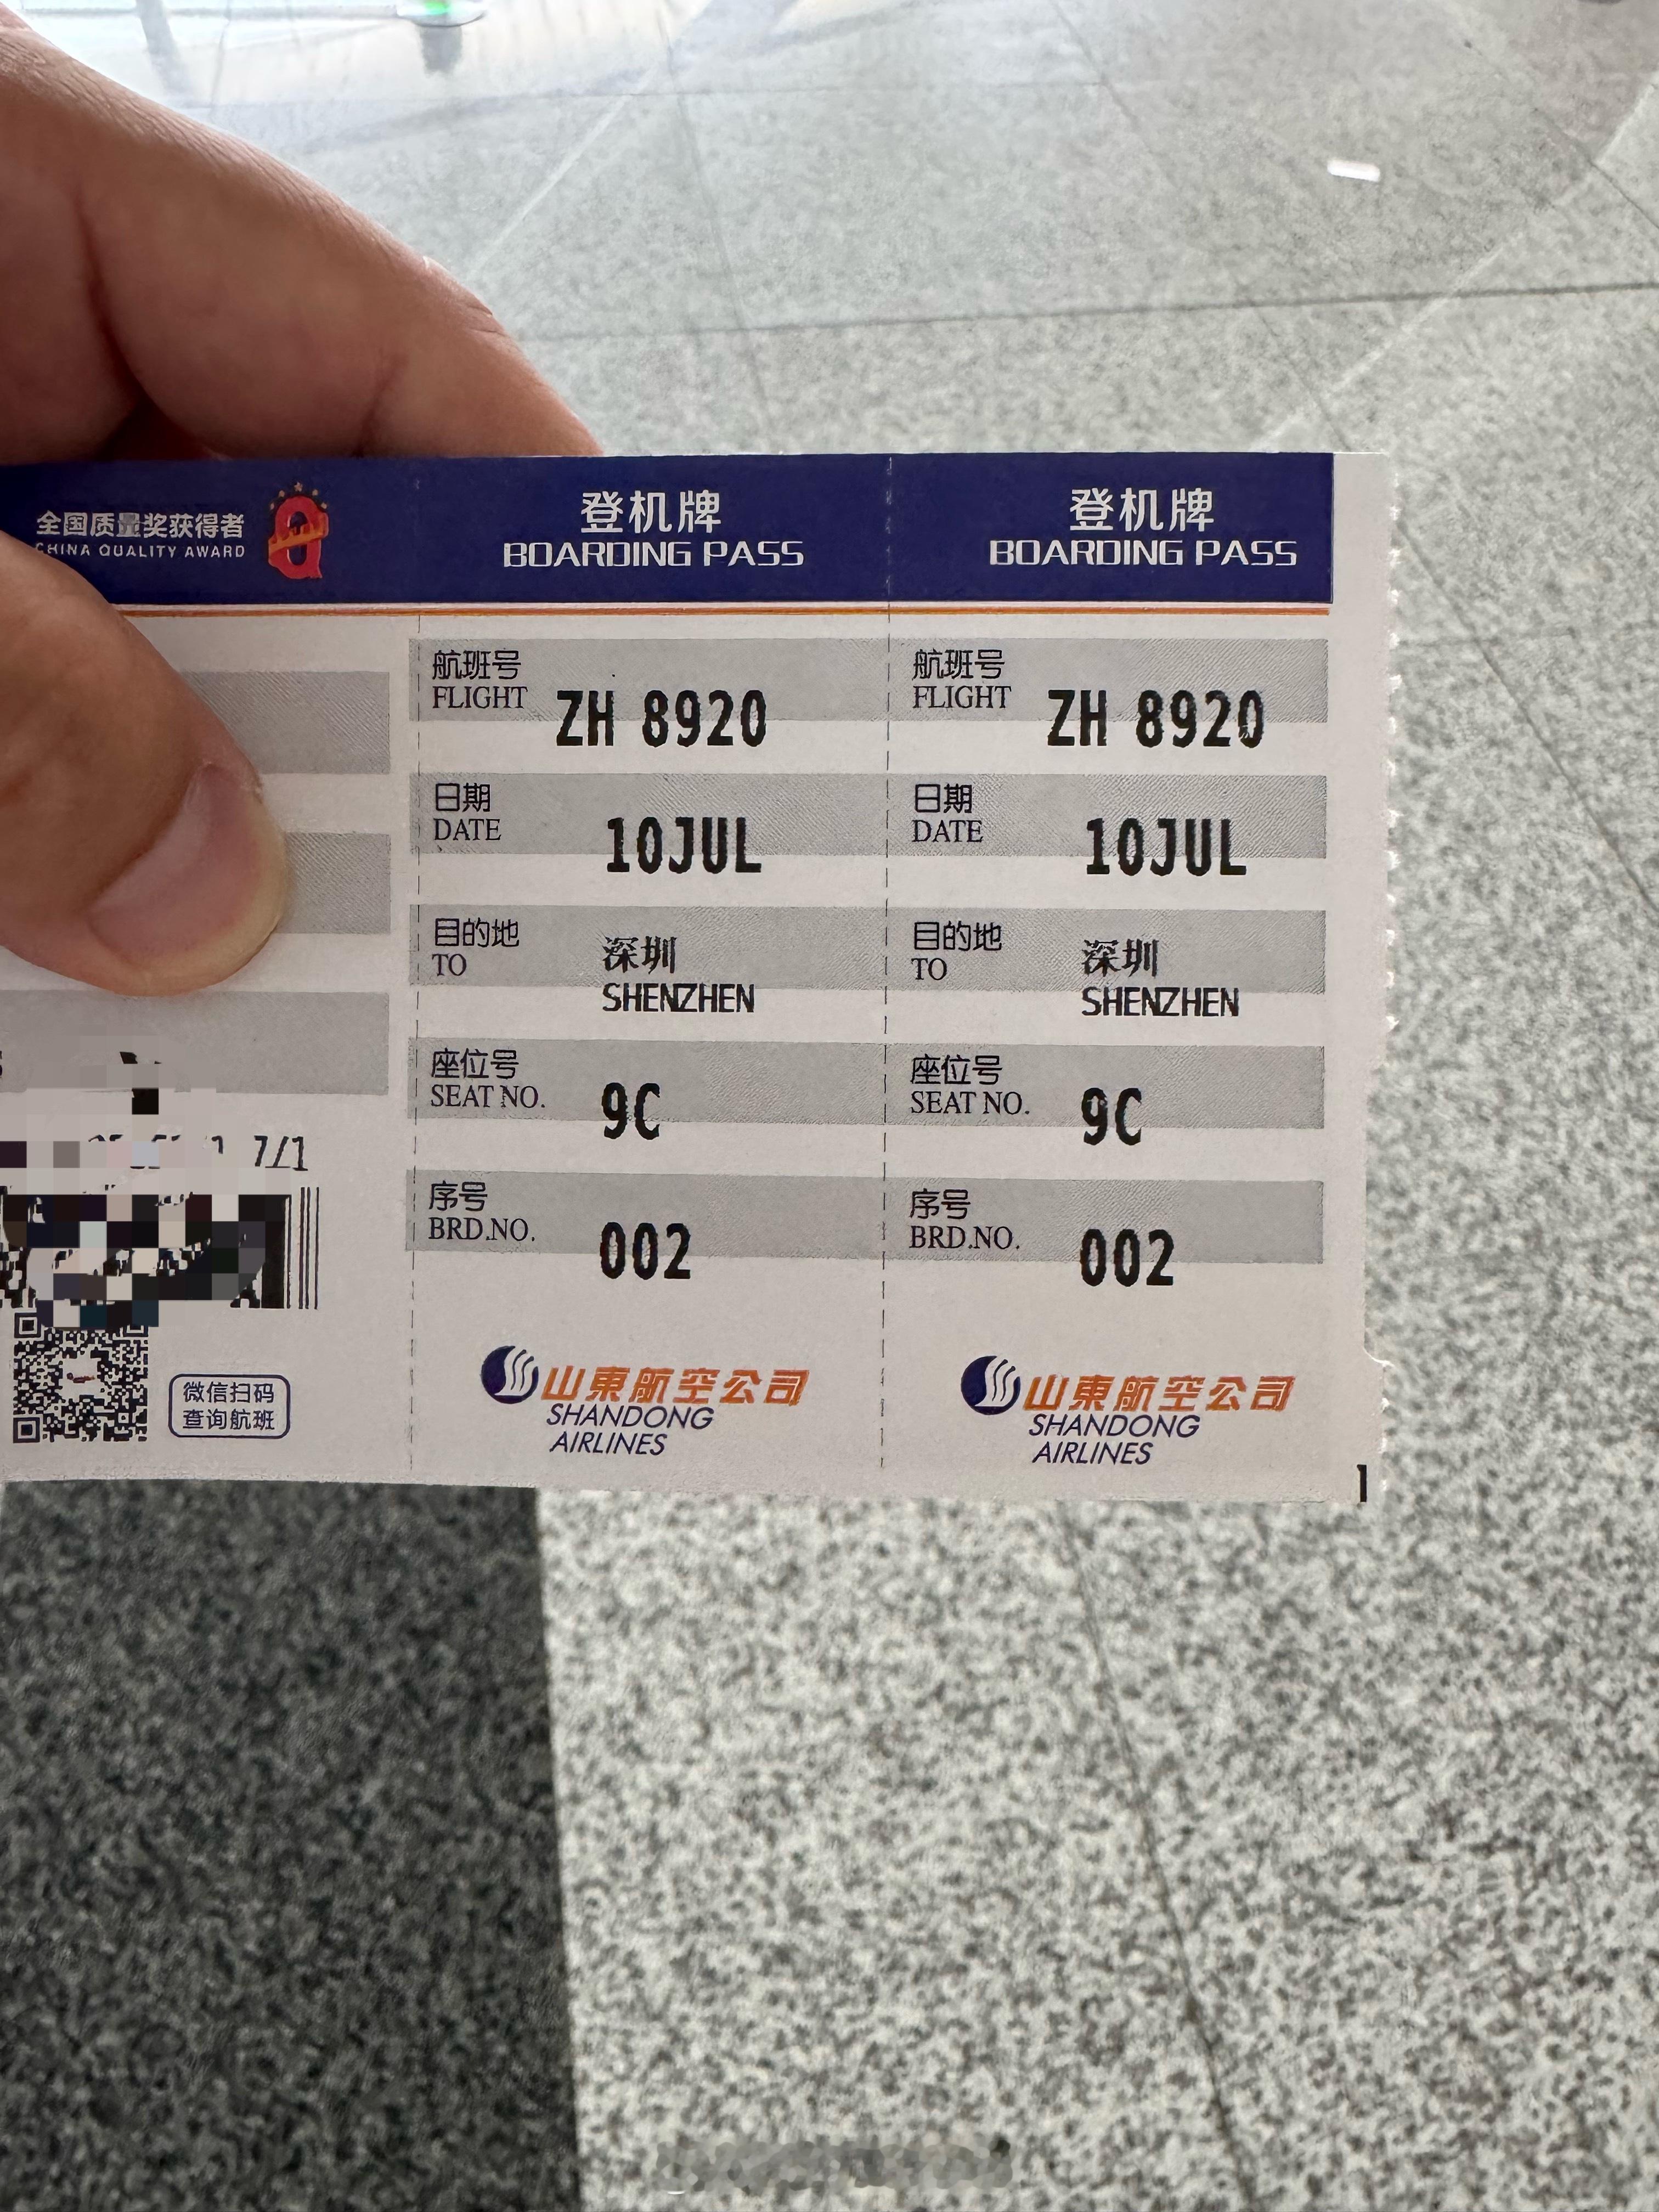 全国质量奖获得者
CHINA QUALITY AWARD
7/1
微信扫码
查询航班
登机牌
BOARDING PASS
航班号
FLIGHT ZH 8920
日期
DATE 10JUL
目的地
TO 深圳
SHENZHEN
座位号
SEAT NO. 9C
序号
BRD.NO. 002
山東航空公司
SHANDONG
AIRLINES
登机牌
BOARDING PASS
航班号
FLIGHT ZH 8920
日期
DATE 10JUL
目的地
TO 深圳
SHENZHEN
座位号
SEAT NO. 9C
序号
BRD.NO. 002
山東航空公司
SHANDONG
AIRLINES